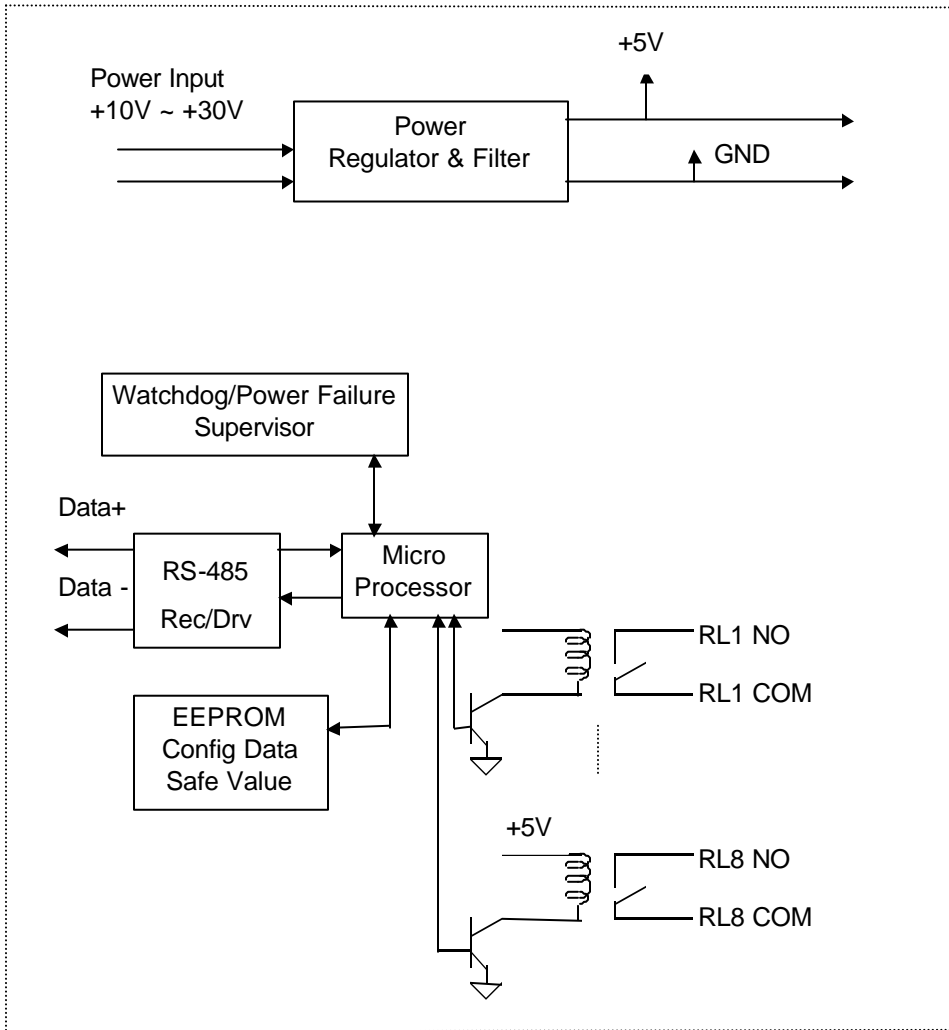 +5V
Power Input
+10V ~ +30V
Power
Regulator & Filter
GND
Watchdog/Power Failure
Supervisor
Data+
Data -
RS-485
Rec/Drv
Micro
Processor
RL1 NO
RL1 COM
EEPROM
Config Data
Safe Value
+5V
RL8 NO
RL8 COM